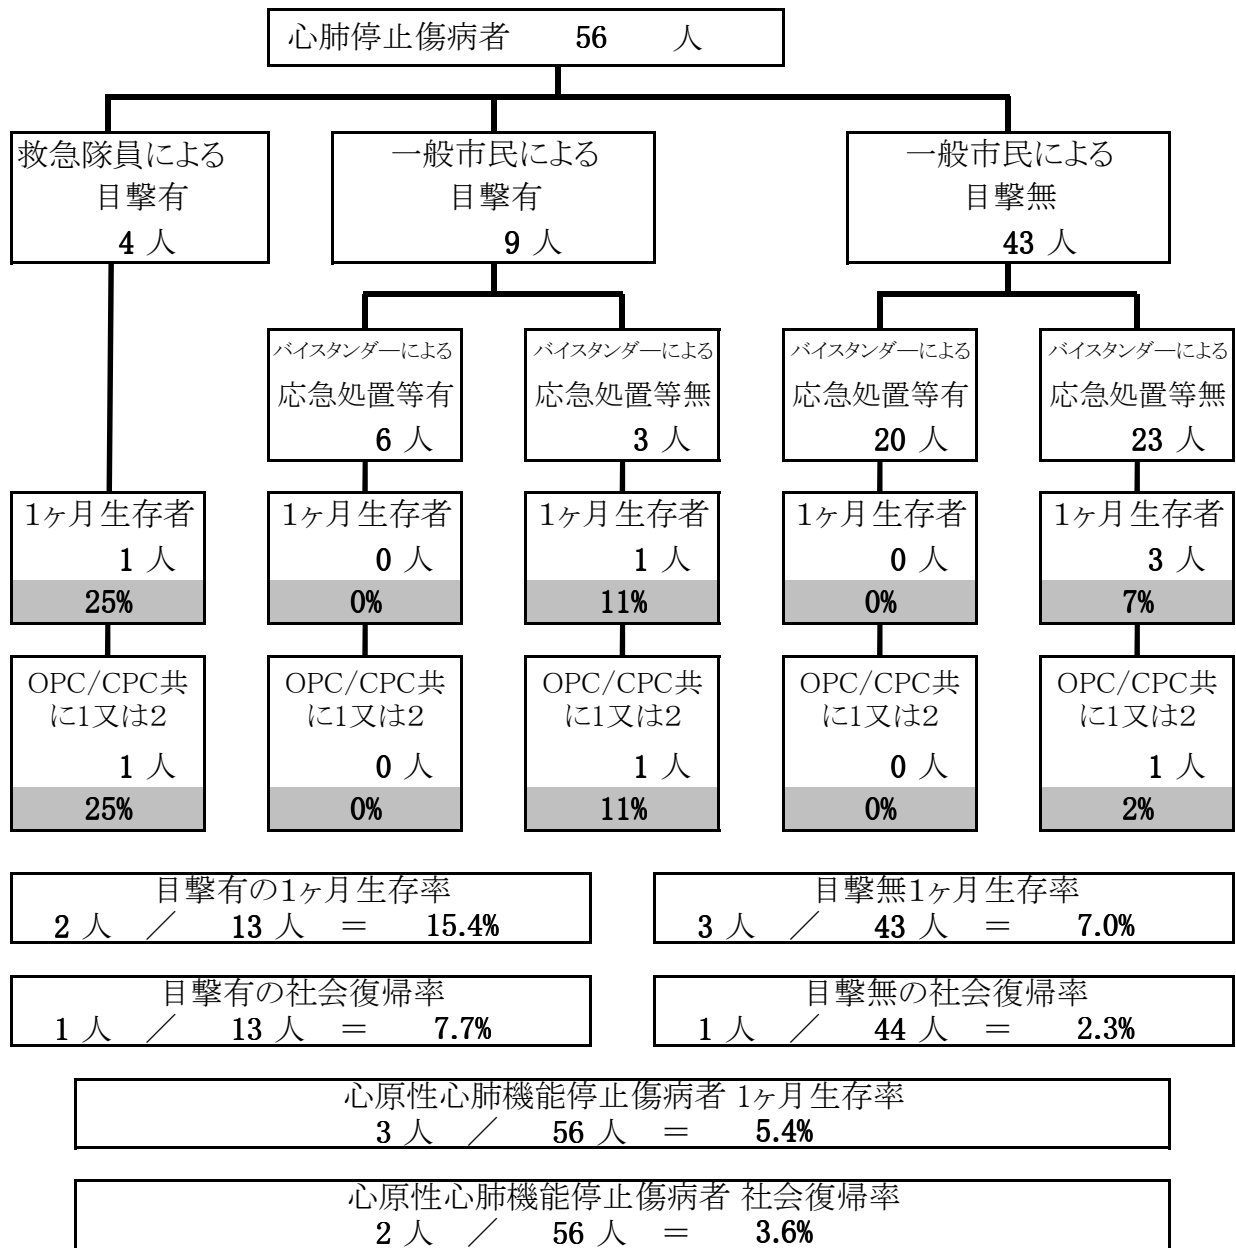 心肺停止傷病者 56 人
救急隊員による 一般市民による 一般市民による
目撃有 目撃有 目撃無
4 人 9 人 43 人
バイスタンダーによる バイスタンダーによる バイスタンダーによる バイスタンダーによる
応急処置等有 応急処置等無 応急処置等有 応急処置等無
6 人 3 人 20 人 23 人
1ヶ月生存者 1ヶ月生存者 1ヶ月生存者 1ヶ月生存者 1ヶ月生存者
1 人 0 人 1 人 0 人 3 人
25% 0% 11% 0% 7%
OPC/CPC共 OPC/CPC共 OPC/CPC共 OPC/CPC共 OPC/CPC共
に1又は2 に1又は2 に1又は2 に1又は2 に1又は2
1 人 0 人 1 人 0 人 1 人
25% 0% 11% 0% 2%
目撃有の1ヶ月生存率 目撃無1ヶ月生存率
2 人 ／ 13 人 ＝ 15.4% 3 人 ／ 43 人 ＝ 7.0%
目撃有の社会復帰率 目撃無の社会復帰率
1 人 ／ 13 人 ＝ 7.7% 1 人 ／ 44 人 ＝ 2.3%
心原性心肺機能停止傷病者 1ヶ月生存率
3 人 ／ 56 人 ＝ 5.4%
心原性心肺機能停止傷病者 社会復帰率
2 人 ／ 56 人 ＝ 3.6%